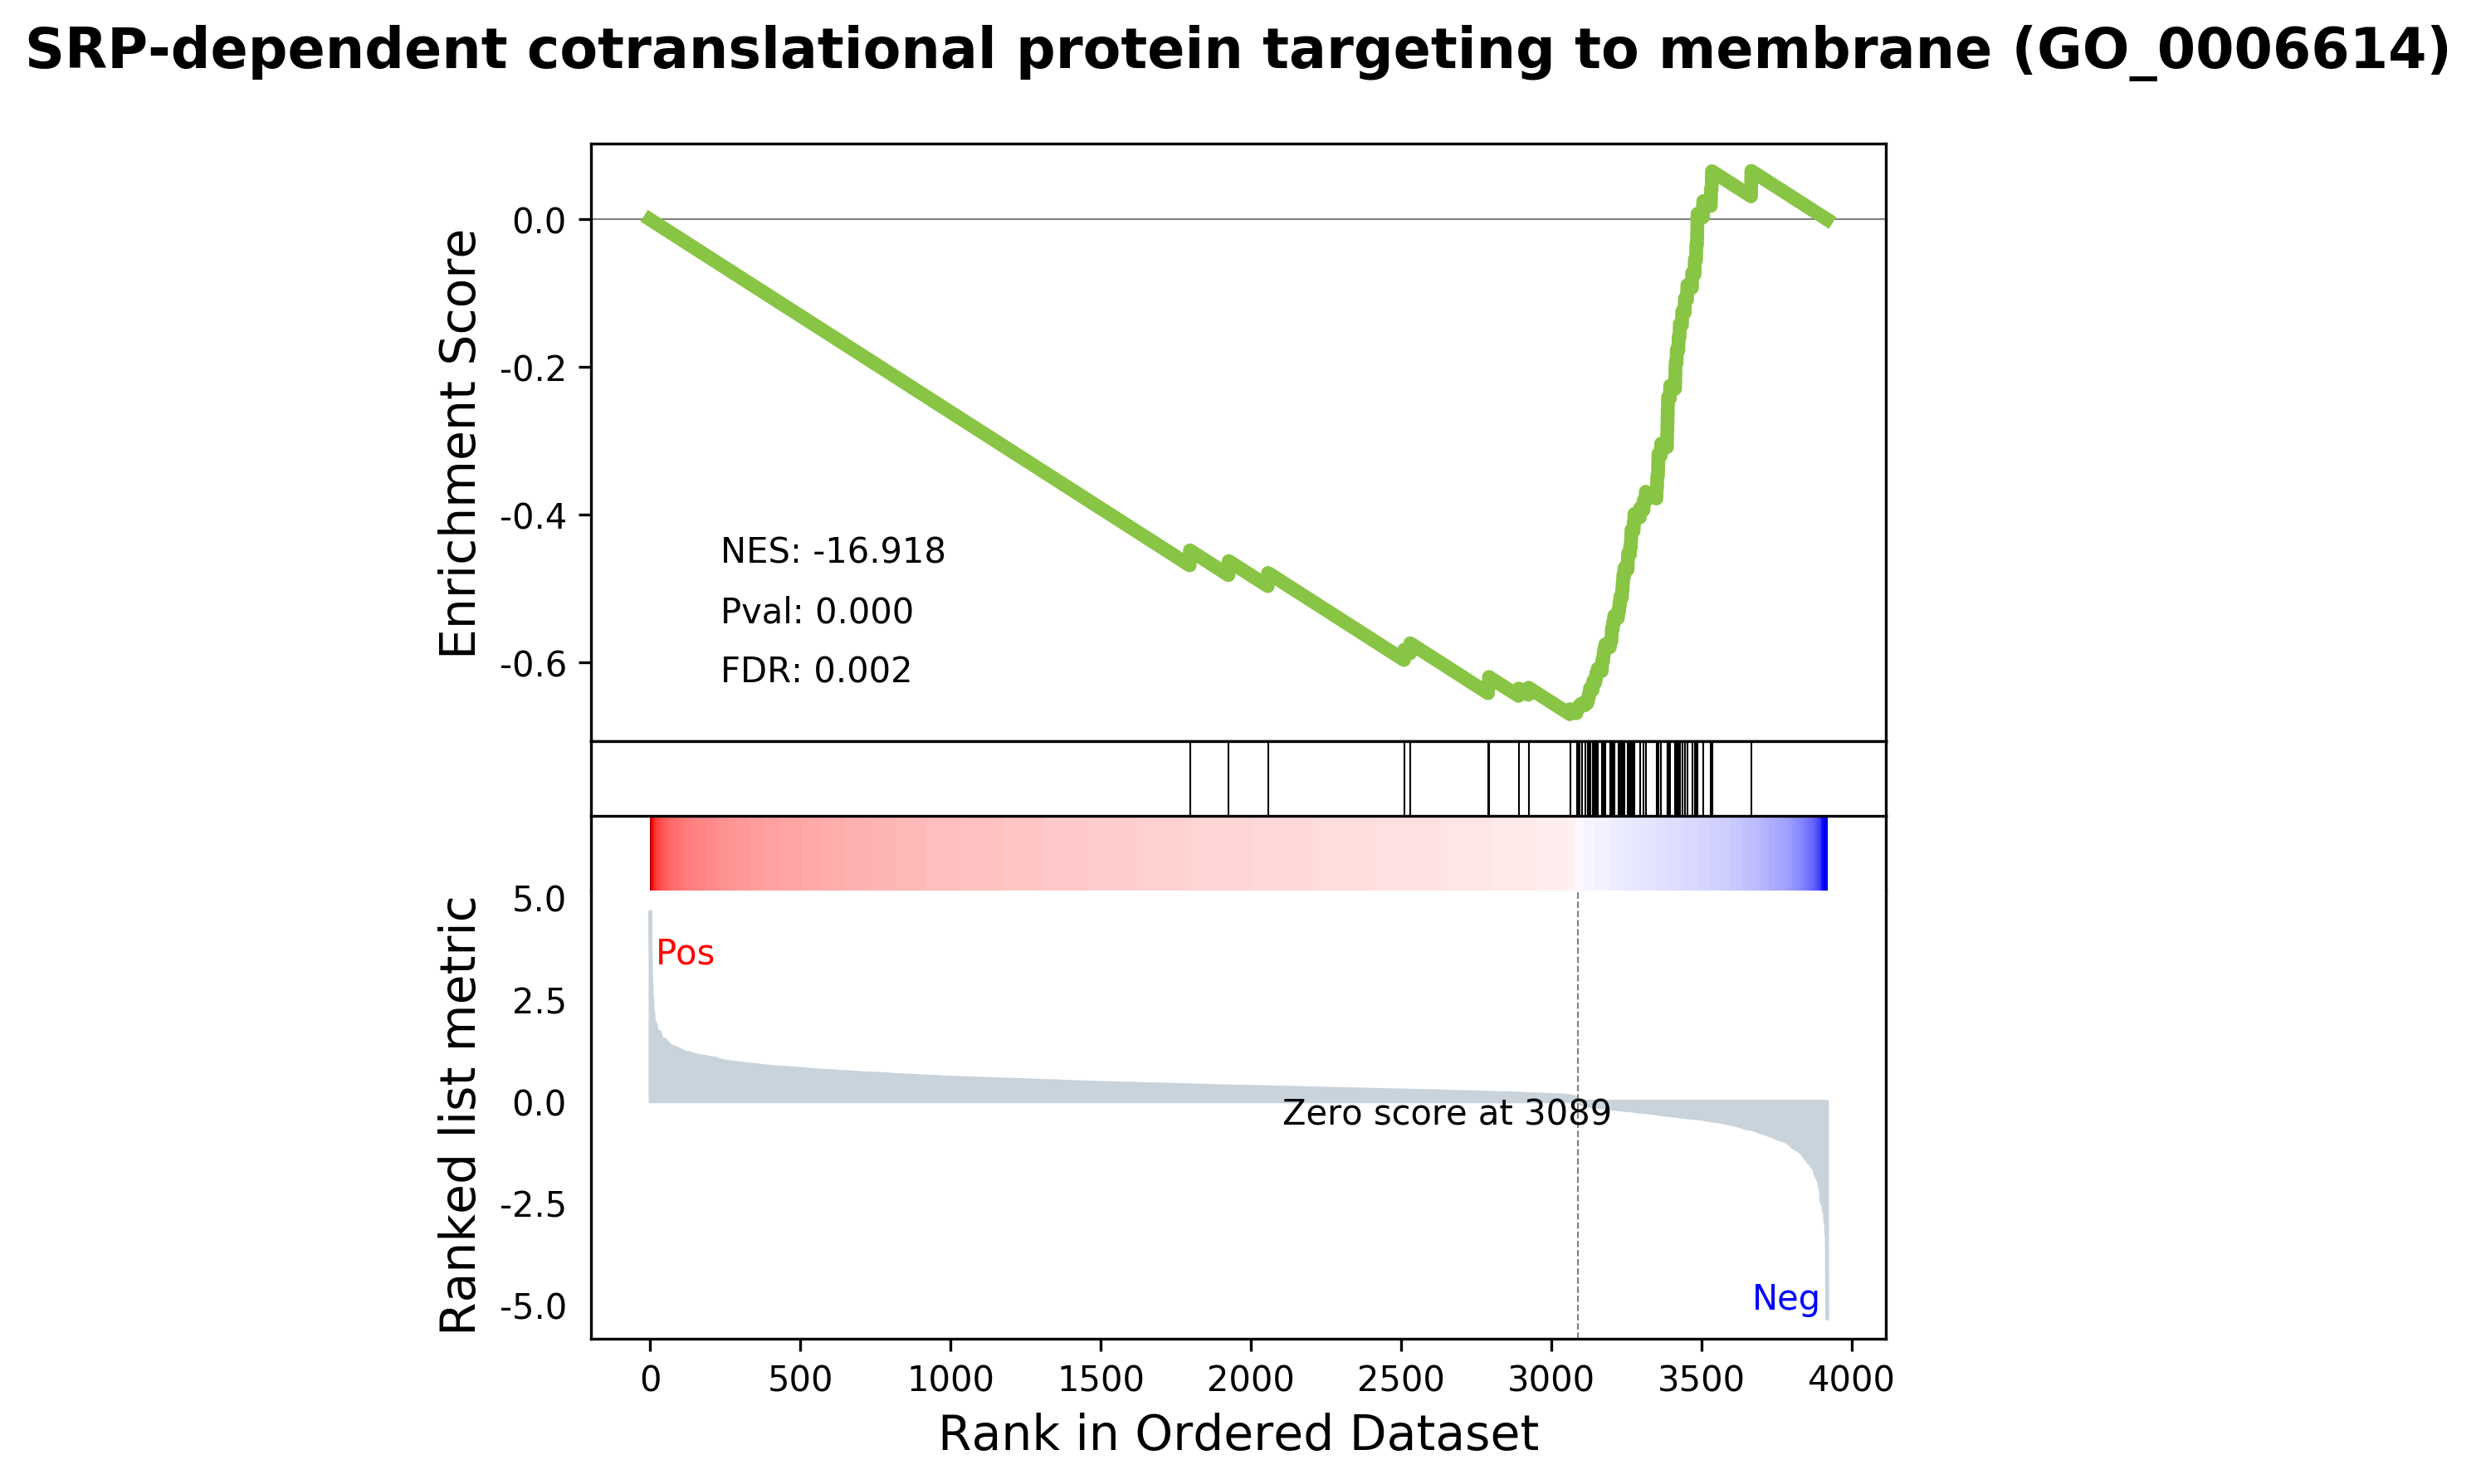 SRP-dependent cotranslational protein targeting to membrane (GO_0006614)
Enrichment Score
0.0
-0.2
-0.4
-0.6
NES: -16.918
Pval: 0.000
FDR: 0.002
Ranked list metric
5.0
2.5
0.0
-2.5
-5.0
Pos
Zero score at 3089
Neg
0 500 1000 1500 2000 2500 3000 3500 4000
Rank in Ordered Dataset